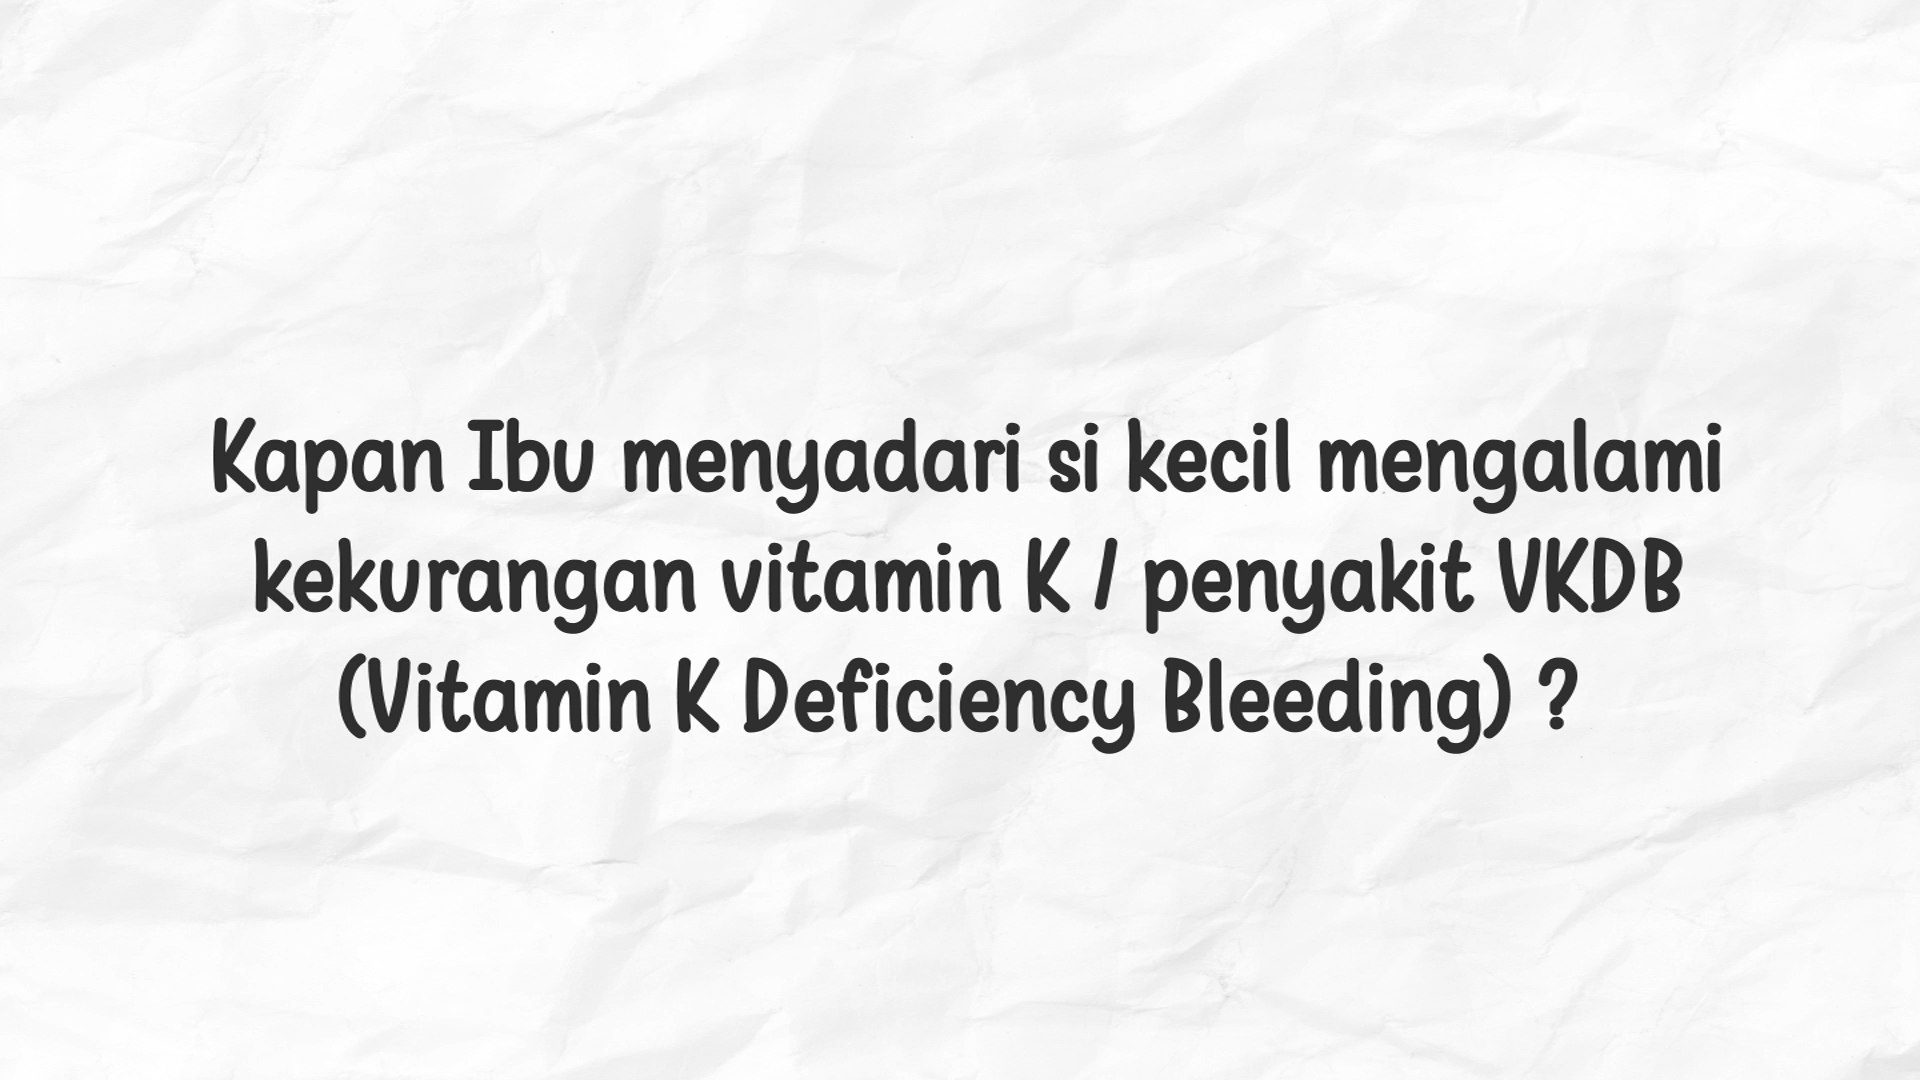 Kapan Ibu menyadari si kecil mengalami
kekurangan vitamin K / penyakit VKDB
(Vitamin K Deficiency Bleeding) ?